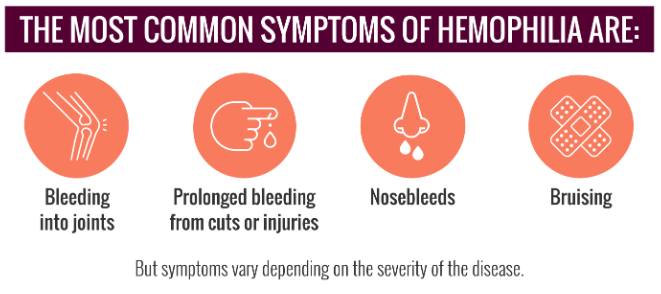 THE MOST COMMON SYMPTOMS OF HEMOPHILIA ARE:
Bleeding
into joints
Prolonged bleeding
from cuts or injuries
Nosebleeds
Bruising
But symptoms vary depending on the severity of the disease.